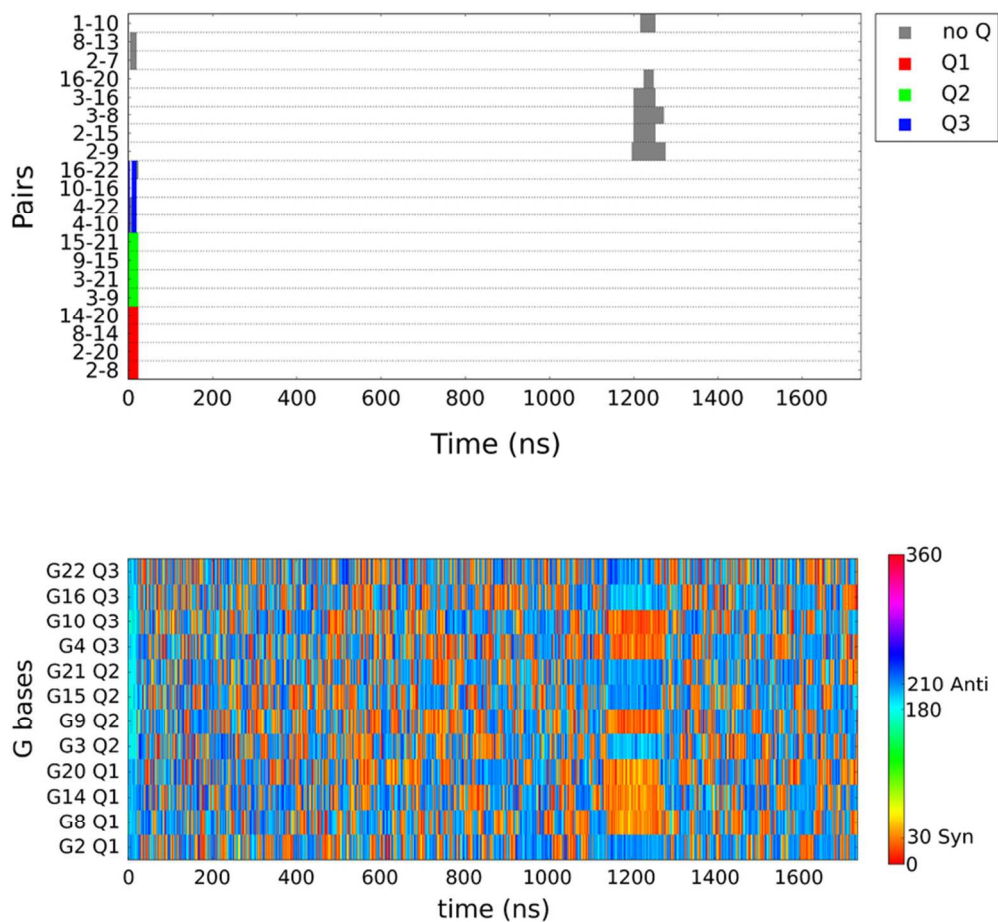 1-10
8-13
2-7
16-20
3-16
3-8
2-15
2-9
16-22
10-16
4-22
4-10
15-21
9-15
3-21
3-9
14-20
8-14
2-20
2-8
Pairs
no Q
Q1
Q2
Q3
0 200 400 600 800 1000 1200 1400 1600
Time (ns)
G22 Q3
G16 Q3
G10 Q3
G4 Q3
G21 Q2
G15 Q2
G9 Q2
G3 Q2
G20 Q1
G14 Q1
G8 Q1
G2 Q1
G bases
360
210 Anti
180
30 Syn
0
0 200 400 600 800 1000 1200 1400 1600
time (ns)